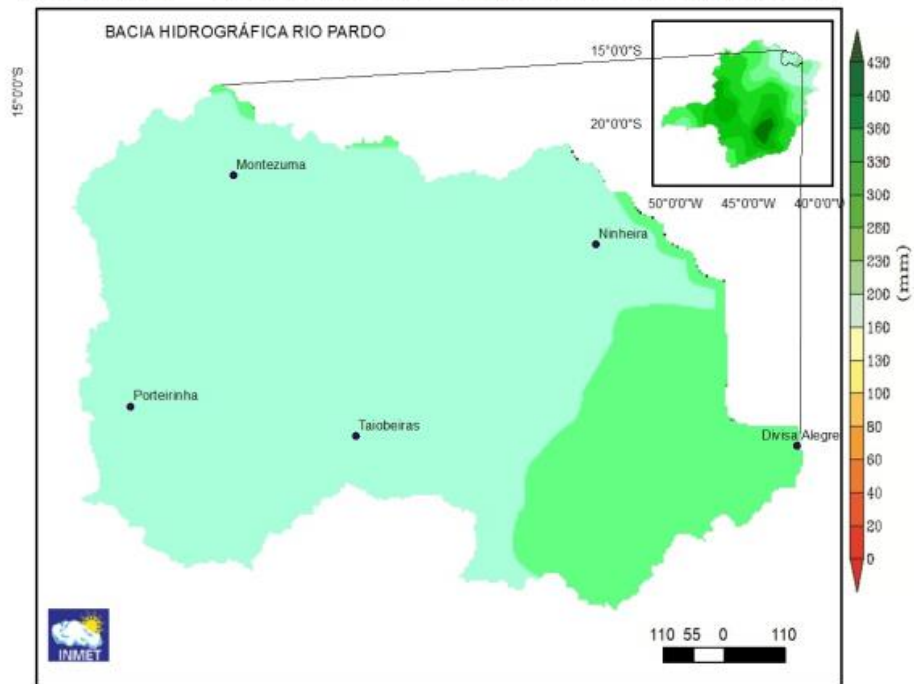 BACIA HIDROGRÁFICA RIO PARDO
15°0'0"S
15°0'0"S
20°0'0"S
50°0'0"W 45°0'0"W 40°0'0"W
Montezuma
Ninheira
Porteirinha
Taiobeiras
Divisa Alegre
430
400
360
330
300
260
230
200
160
130
100
80
60
40
20
0
(mm)
INMET
110 55 0 110